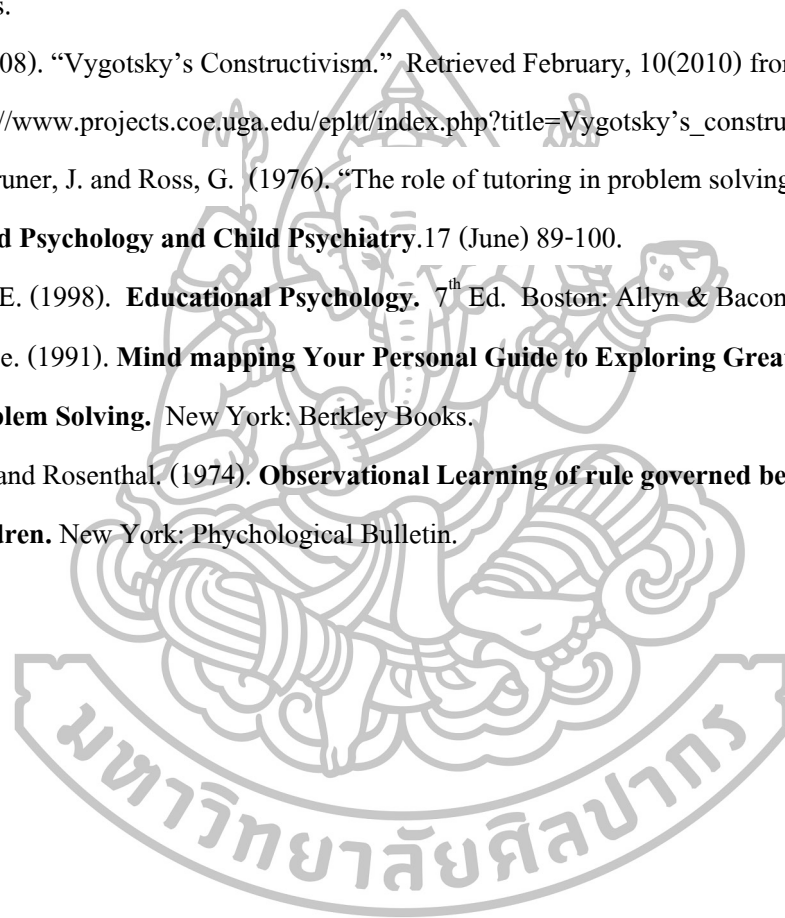 s.
08). “Vygotsky’s Constructivism.” Retrieved February, 10(2010) from
//www.projects.coe.uga.edu/epltt/index.php?title=Vygotsky’s_constru
runer, J. and Ross, G. (1976). “The role of tutoring in problem solving
d Psychology and Child Psychiatry.17 (June) 89-100.
E. (1998). Educational Psychology. 7th Ed. Boston: Allyn & Bacon
e. (1991). Mind mapping Your Personal Guide to Exploring Grea
blem Solving. New York: Berkley Books.
and Rosenthal. (1974). Observational Learning of rule governed be
dren. New York: Phychological Bulletin.
มหาวิทยาลัยศิลปากร